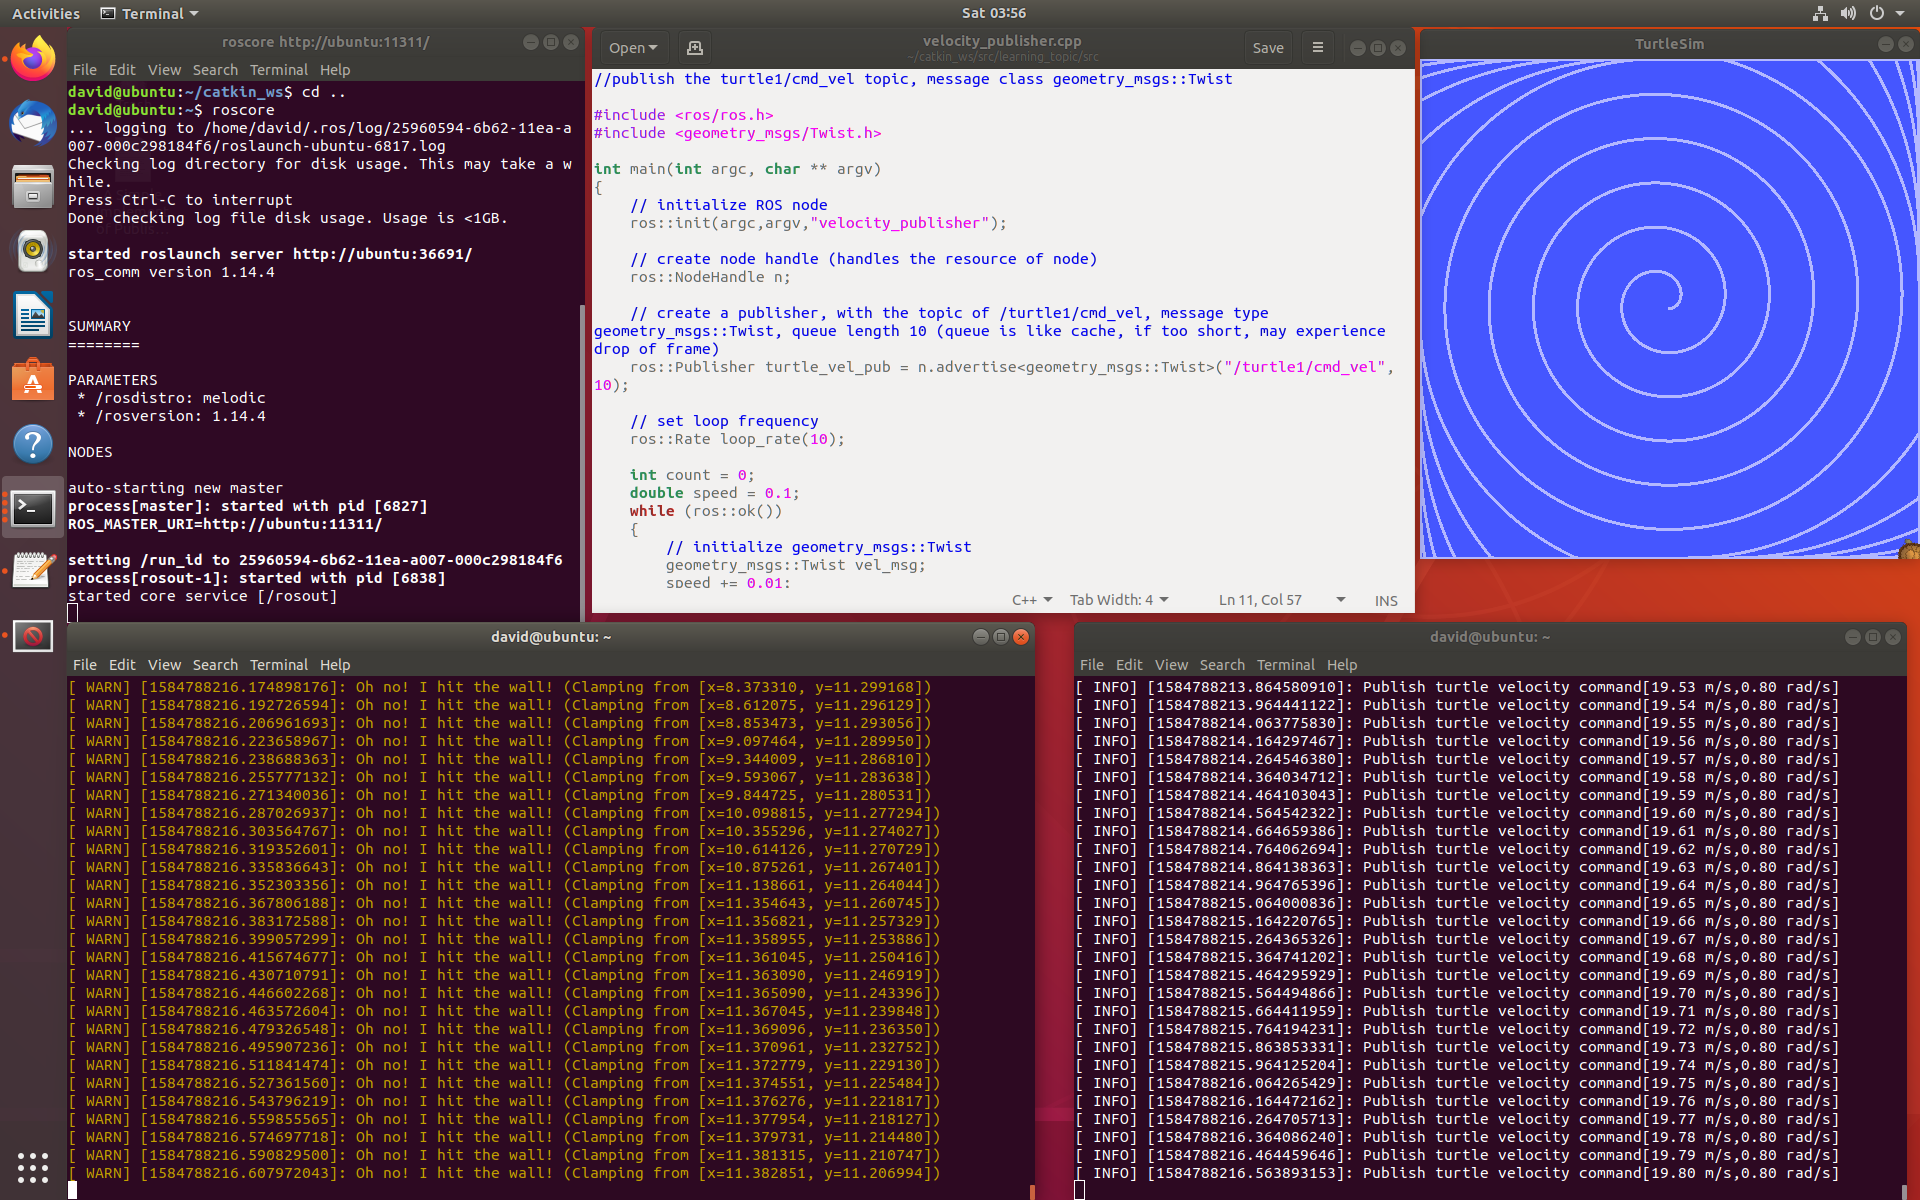 Activities Terminal Sat 03:56
roscore http://ubuntu:11311/
File Edit View Search Terminal Help
david@ubuntu:~/catkin_ws$ cd ..
david@ubuntu:~$ roscore
... logging to /home/david/.ros/log/25960594-6b62-11ea-a
007-000c298184f6/roslaunch-ubuntu-6817.log
Checking log directory for disk usage. This may take a w
hile.
Press Ctrl-C to interrupt
Done checking log file disk usage. Usage is <1GB.
started roslaunch server http://ubuntu:36691/
ros_comm version 1.14.4
SUMMARY
========
PARAMETERS
* /rosdistro: melodic
* /rosversion: 1.14.4
NODES
auto-starting new master
process[master]: started with pid [6827]
ROS_MASTER_URI=http://ubuntu:11311/
setting /run_id to 25960594-6b62-11ea-a007-000c298184f6
process[rosout-1]: started with pid [6838]
started core service [/rosout]
Open velocity_publisher.cpp Save
~/catkin_ws/src/learning_topic/src
//publish the turtle1/cmd_vel topic, message class geometry_msgs::Twist
#include <ros/ros.h>
#include <geometry_msgs/Twist.h>
int main(int argc, char ** argv)
{
// initialize ROS node
ros::init(argc,argv,"velocity_publisher");
// create node handle (handles the resource of node)
ros::NodeHandle n;
// create a publisher, with the topic of /turtle1/cmd_vel, message type
geometry_msgs::Twist, queue length 10 (queue is like cache, if too short, may experience
drop of frame)
ros::Publisher turtle_vel_pub = n.advertise<geometry_msgs::Twist>("/turtle1/cmd_vel",
10);
// set loop frequency
ros::Rate loop_rate(10);
int count = 0;
double speed = 0.1;
while (ros::ok())
{
// initialize geometry_msgs::Twist
geometry_msgs::Twist vel_msg;
speed += 0.01;
C++ Tab Width: 4 Ln 11, Col 57 INS
TurtleSim
david@ubuntu: ~
File Edit View Search Terminal Help
[ WARN] [1584788216.174898176]: Oh no! I hit the wall! (Clamping from [x=8.373310, y=11.299168])
[ WARN] [1584788216.192726594]: Oh no! I hit the wall! (Clamping from [x=8.612075, y=11.296129])
[ WARN] [1584788216.206961693]: Oh no! I hit the wall! (Clamping from [x=8.853473, y=11.293056])
[ WARN] [1584788216.223658967]: Oh no! I hit the wall! (Clamping from [x=9.097464, y=11.289950])
[ WARN] [1584788216.238688363]: Oh no! I hit the wall! (Clamping from [x=9.344009, y=11.286810])
[ WARN] [1584788216.255777132]: Oh no! I hit the wall! (Clamping from [x=9.593067, y=11.283638])
[ WARN] [1584788216.271340036]: Oh no! I hit the wall! (Clamping from [x=9.844725, y=11.280531])
[ WARN] [1584788216.287026937]: Oh no! I hit the wall! (Clamping from [x=10.098815, y=11.277294])
[ WARN] [1584788216.303564767]: Oh no! I hit the wall! (Clamping from [x=10.355296, y=11.274027])
[ WARN] [1584788216.319352601]: Oh no! I hit the wall! (Clamping from [x=10.614126, y=11.270729])
[ WARN] [1584788216.335836643]: Oh no! I hit the wall! (Clamping from [x=10.875261, y=11.267401])
[ WARN] [1584788216.352303356]: Oh no! I hit the wall! (Clamping from [x=11.138661, y=11.264044])
[ WARN] [1584788216.367806188]: Oh no! I hit the wall! (Clamping from [x=11.354643, y=11.260745])
[ WARN] [1584788216.383172588]: Oh no! I hit the wall! (Clamping from [x=11.356821, y=11.257329])
[ WARN] [1584788216.399057299]: Oh no! I hit the wall! (Clamping from [x=11.358955, y=11.253886])
[ WARN] [1584788216.415674677]: Oh no! I hit the wall! (Clamping from [x=11.361045, y=11.250416])
[ WARN] [1584788216.430710791]: Oh no! I hit the wall! (Clamping from [x=11.363090, y=11.246919])
[ WARN] [1584788216.446602268]: Oh no! I hit the wall! (Clamping from [x=11.365090, y=11.243396])
[ WARN] [1584788216.463572604]: Oh no! I hit the wall! (Clamping from [x=11.367045, y=11.239848])
[ WARN] [1584788216.479326548]: Oh no! I hit the wall! (Clamping from [x=11.369096, y=11.236350])
[ WARN] [1584788216.495907236]: Oh no! I hit the wall! (Clamping from [x=11.370961, y=11.232752])
[ WARN] [1584788216.511841474]: Oh no! I hit the wall! (Clamping from [x=11.372779, y=11.229130])
[ WARN] [1584788216.527361560]: Oh no! I hit the wall! (Clamping from [x=11.374551, y=11.225484])
[ WARN] [1584788216.543796219]: Oh no! I hit the wall! (Clamping from [x=11.376276, y=11.221817])
[ WARN] [1584788216.559855565]: Oh no! I hit the wall! (Clamping from [x=11.377954, y=11.218127])
[ WARN] [1584788216.574697718]: Oh no! I hit the wall! (Clamping from [x=11.379731, y=11.214480])
[ WARN] [1584788216.590829500]: Oh no! I hit the wall! (Clamping from [x=11.381315, y=11.210747])
[ WARN] [1584788216.607972043]: Oh no! I hit the wall! (Clamping from [x=11.382851, y=11.206994])
david@ubuntu: ~
File Edit View Search Terminal Help
[ INFO] [1584788213.864580910]: Publish turtle velocity command[19.53 m/s,0.80 rad/s]
[ INFO] [1584788213.964441122]: Publish turtle velocity command[19.54 m/s,0.80 rad/s]
[ INFO] [1584788214.063775830]: Publish turtle velocity command[19.55 m/s,0.80 rad/s]
[ INFO] [1584788214.164297467]: Publish turtle velocity command[19.56 m/s,0.80 rad/s]
[ INFO] [1584788214.264546380]: Publish turtle velocity command[19.57 m/s,0.80 rad/s]
[ INFO] [1584788214.364034712]: Publish turtle velocity command[19.58 m/s,0.80 rad/s]
[ INFO] [1584788214.464103043]: Publish turtle velocity command[19.59 m/s,0.80 rad/s]
[ INFO] [1584788214.564542322]: Publish turtle velocity command[19.60 m/s,0.80 rad/s]
[ INFO] [1584788214.664659386]: Publish turtle velocity command[19.61 m/s,0.80 rad/s]
[ INFO] [1584788214.764062694]: Publish turtle velocity command[19.62 m/s,0.80 rad/s]
[ INFO] [1584788214.864138363]: Publish turtle velocity command[19.63 m/s,0.80 rad/s]
[ INFO] [1584788214.964765396]: Publish turtle velocity command[19.64 m/s,0.80 rad/s]
[ INFO] [1584788215.064000836]: Publish turtle velocity command[19.65 m/s,0.80 rad/s]
[ INFO] [1584788215.164220765]: Publish turtle velocity command[19.66 m/s,0.80 rad/s]
[ INFO] [1584788215.264365326]: Publish turtle velocity command[19.67 m/s,0.80 rad/s]
[ INFO] [1584788215.364741202]: Publish turtle velocity command[19.68 m/s,0.80 rad/s]
[ INFO] [1584788215.464295929]: Publish turtle velocity command[19.69 m/s,0.80 rad/s]
[ INFO] [1584788215.564494866]: Publish turtle velocity command[19.70 m/s,0.80 rad/s]
[ INFO] [1584788215.664411959]: Publish turtle velocity command[19.71 m/s,0.80 rad/s]
[ INFO] [1584788215.764194231]: Publish turtle velocity command[19.72 m/s,0.80 rad/s]
[ INFO] [1584788215.863853331]: Publish turtle velocity command[19.73 m/s,0.80 rad/s]
[ INFO] [1584788215.964125204]: Publish turtle velocity command[19.74 m/s,0.80 rad/s]
[ INFO] [1584788216.064265429]: Publish turtle velocity command[19.75 m/s,0.80 rad/s]
[ INFO] [1584788216.164472162]: Publish turtle velocity command[19.76 m/s,0.80 rad/s]
[ INFO] [1584788216.264705713]: Publish turtle velocity command[19.77 m/s,0.80 rad/s]
[ INFO] [1584788216.364086240]: Publish turtle velocity command[19.78 m/s,0.80 rad/s]
[ INFO] [1584788216.464459646]: Publish turtle velocity command[19.79 m/s,0.80 rad/s]
[ INFO] [1584788216.563893153]: Publish turtle velocity command[19.80 m/s,0.80 rad/s]